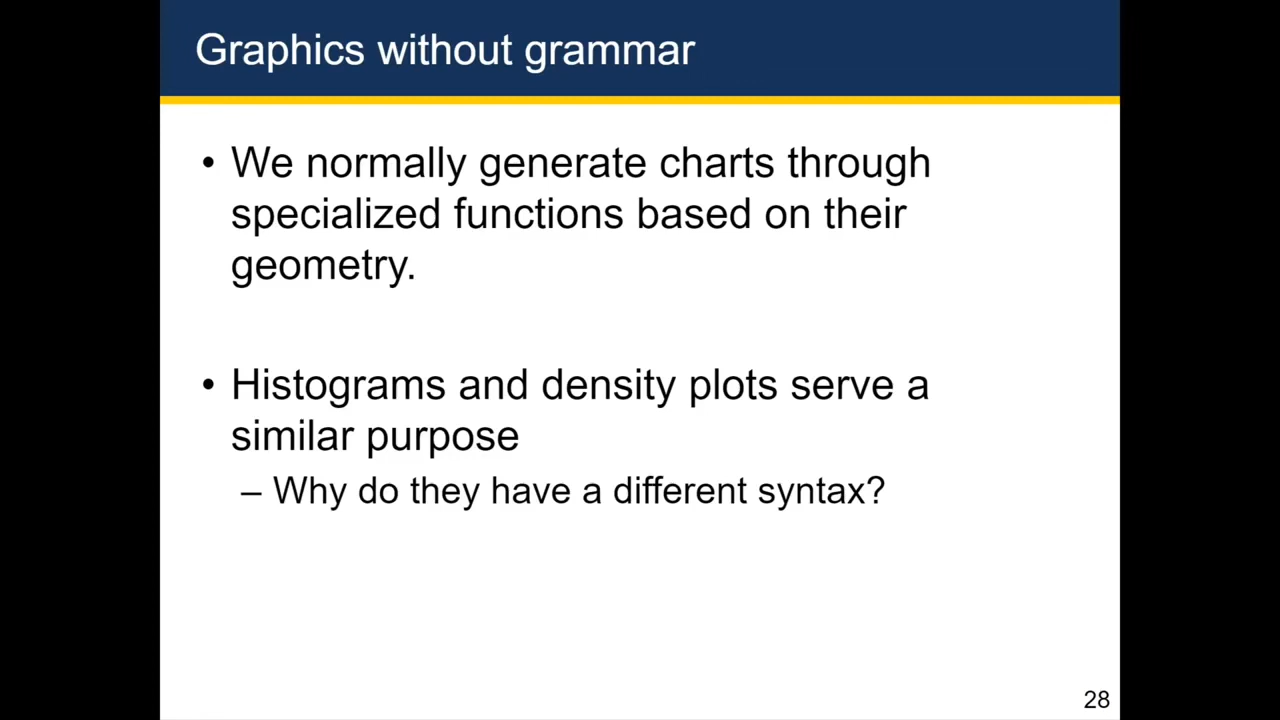 Graphics without grammar
• We normally generate charts through
specialized functions based on their
geometry.
• Histograms and density plots serve a
similar purpose
– Why do they have a different syntax?
28